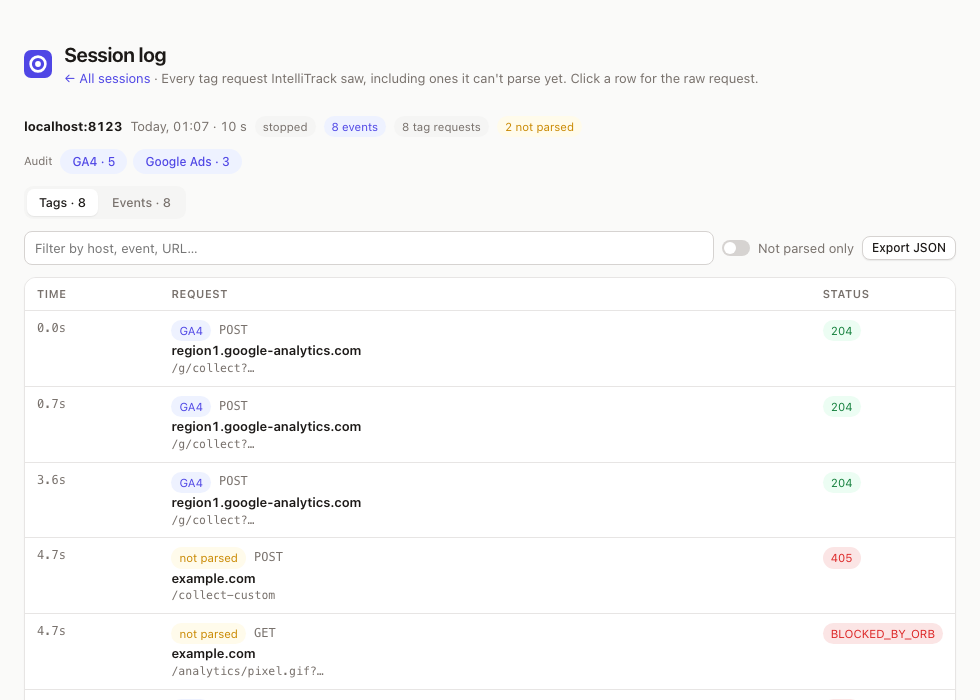 Session log
← All sessions · Every tag request IntelliTrack saw, including ones it can't parse yet. Click a row for the raw request.
localhost:8123 Today, 01:07 · 10 s stopped 8 events 8 tag requests 2 not parsed
Audit GA4 · 5 Google Ads · 3
Tags · 8 Events · 8
Filter by host, event, URL… Not parsed only Export JSON
TIME REQUEST STATUS
0.0s GA4 POST 204
region1.google-analytics.com
/g/collect?…
0.7s GA4 POST 204
region1.google-analytics.com
/g/collect?…
3.6s GA4 POST 204
region1.google-analytics.com
/g/collect?…
4.7s not parsed POST 405
example.com
/collect-custom
4.7s not parsed GET BLOCKED_BY_ORB
example.com
/analytics/pixel.gif?…